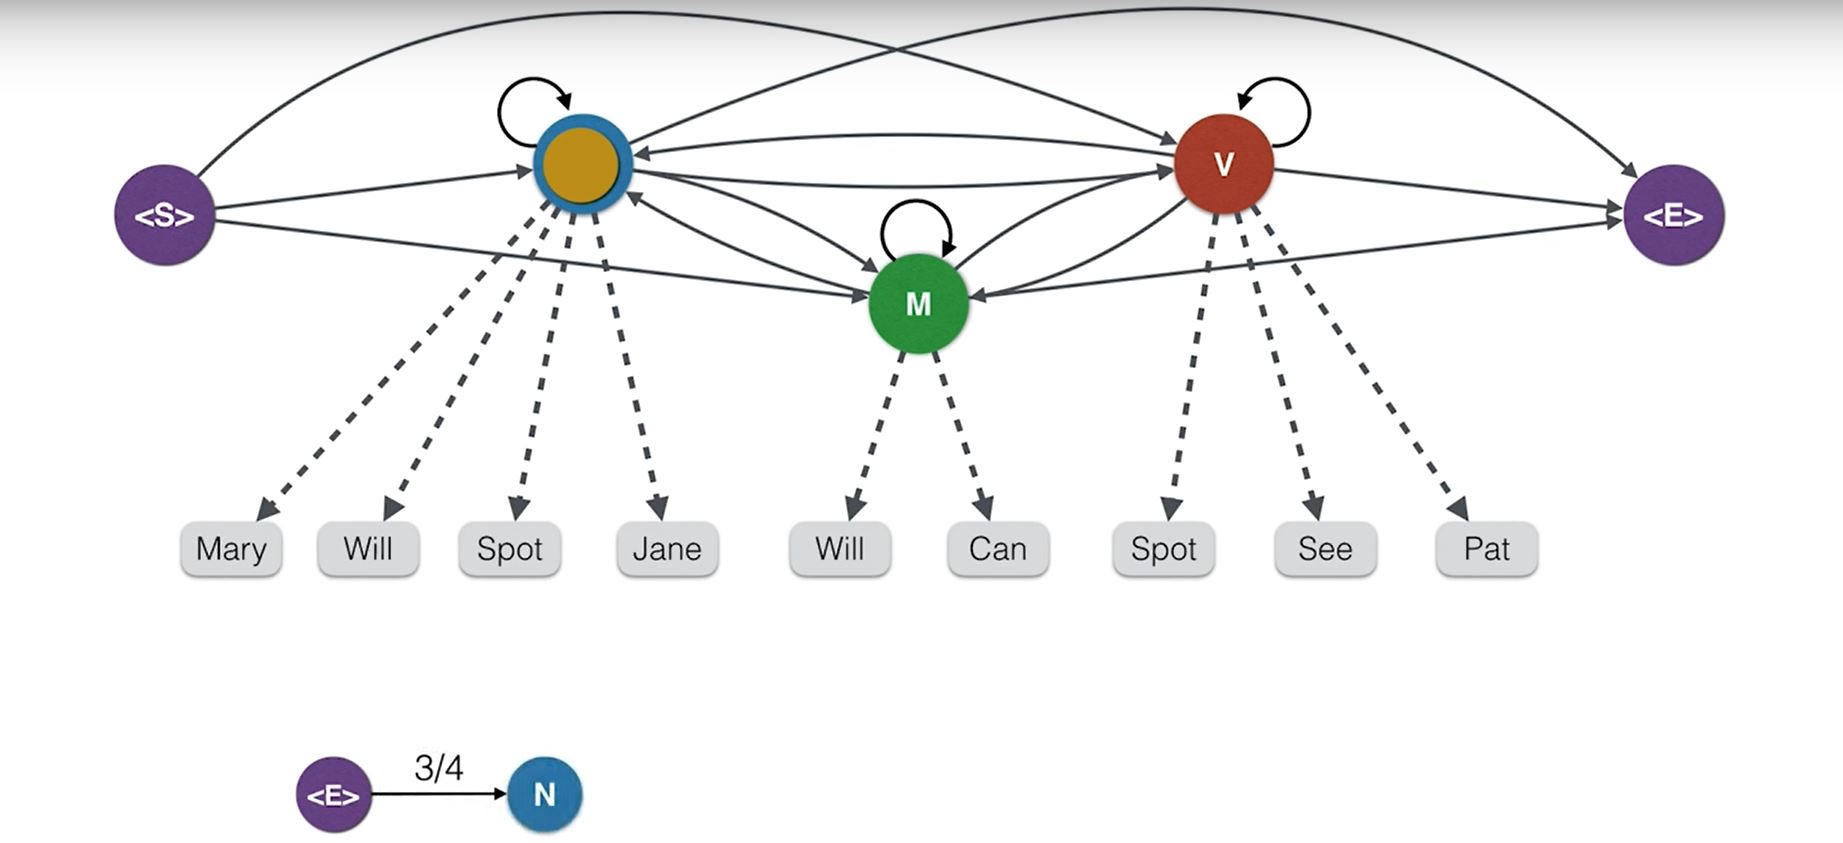 <S>
V
<E>
M
Mary Will Spot Jane Will Can Spot See Pat
3/4
<E> N